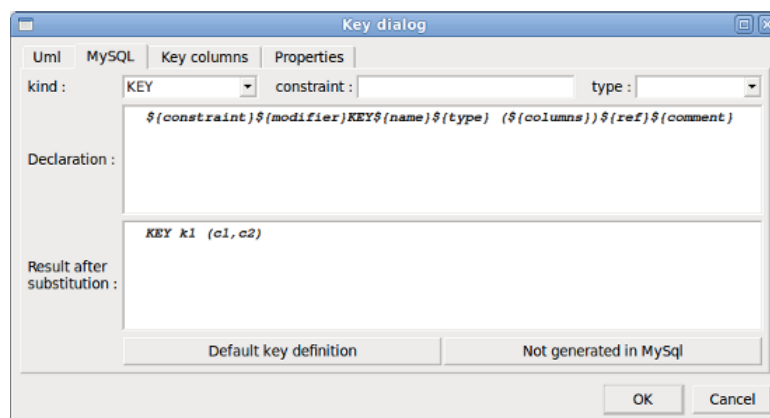 Key dialog
Uml MySQL Key columns Properties
kind : KEY constraint : type :
${constraint}${modifier}KEY${name}${type} (${columns})${ref}${comment}
Declaration :
KEY k1 (c1,c2)
Result after
substitution :
Default key definition Not generated in MySql
OK Cancel